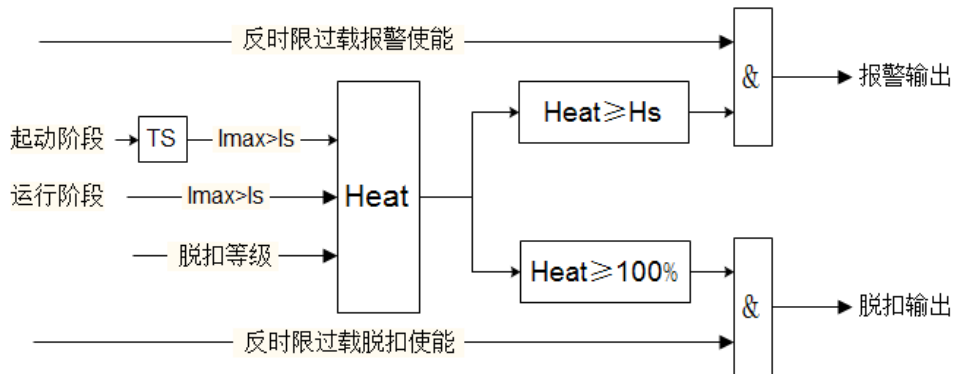 反时限过载报警使能
&
报警输出
Heat≥Hs
起动阶段
TS
Imax>Is
运行阶段
Imax>Is
Heat
脱扣等级
Heat≥100%
&
脱扣输出
反时限过载脱扣使能